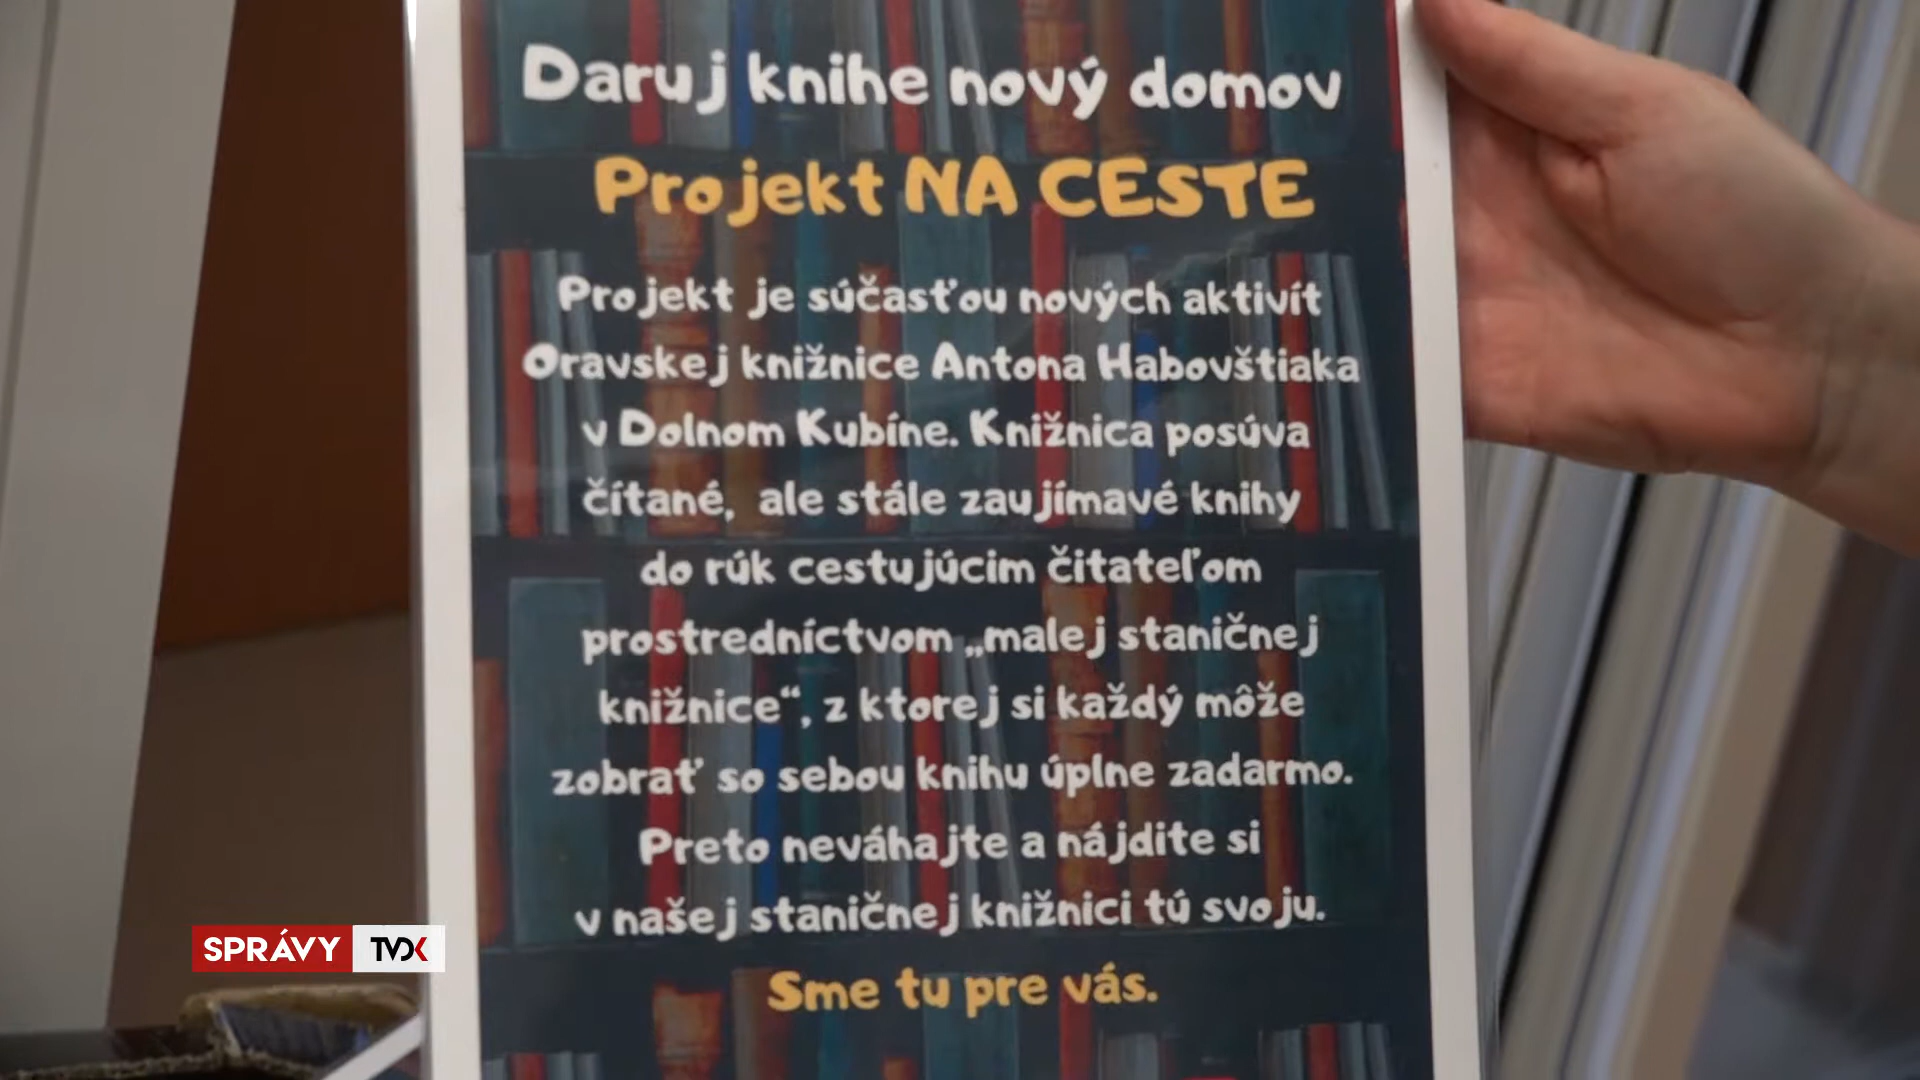 Daruj knihe nový domov
Projekt NA CESTE
Projekt je súčasťou nových aktivít
Oravskej knižnice Antona Habovštiaka
v Dolnom Kubíne. Knižnica posúva
čítané, ale stále zaujímavé knihy
do rúk cestujúcim čitateľom
prostredníctvom „malej staničnej
knižnice“, z ktorej si každý môže
zobrať so sebou knihu úplne zadarmo.
Preto neváhajte a nájdite si
v našej staničnej knižnici tú svoju.
Sme tu pre vás.
SPRÁVY TVDK